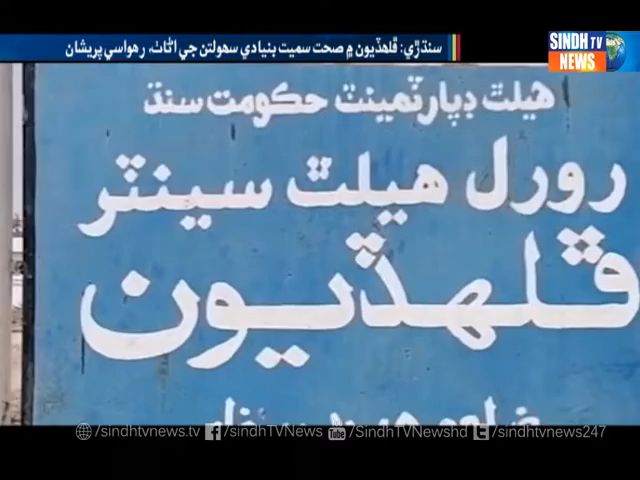 سنڌڙي: ڦلهڏيون ۾ صحت سميت بنيادي سهولتن جي اڻاٺ، رهواسي پريشان
SINDH TV
NEWS
هيلٿ ڊپارٽمينٽ حڪومت سنڌ
رورل هيلٿ سينٽر
ڦلهڏيون
/sindhtvnews.tv /SindhTVNews /SindhTVNewshd /sindhtvnews247